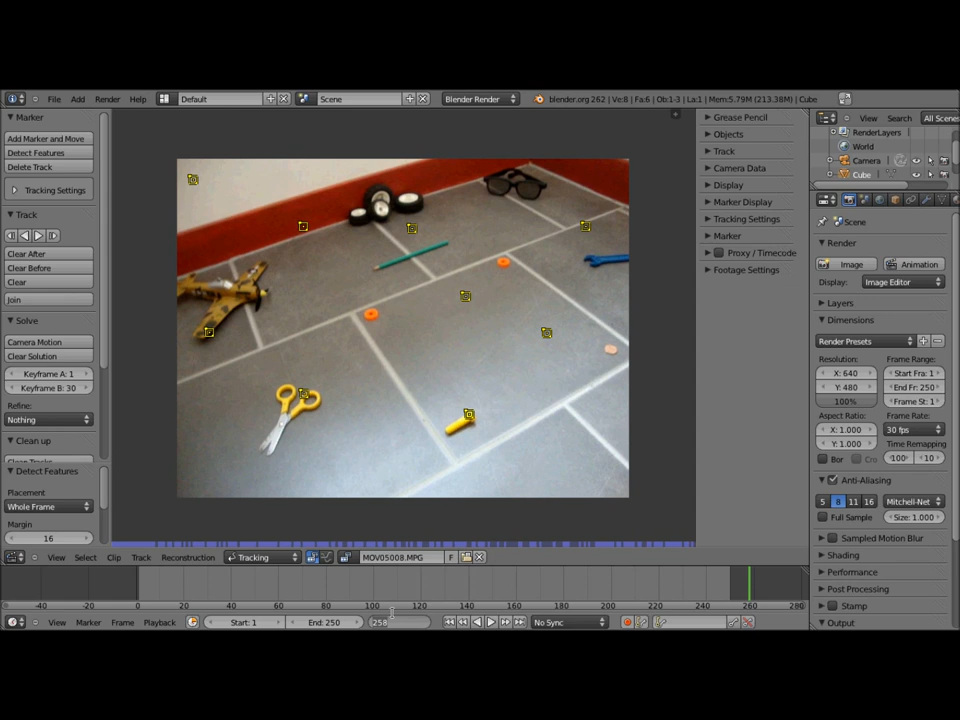 File Add Render Help Default Scene Blender Render blender.org 262 | Ve:8 | Fa:6 | Ob:1-3 | La:1 | Mem:5.79M (213.38M) | Cube
Marker
Add Marker and Move
Detect Features
Delete Track
Tracking Settings
Track
Clear After
Clear Before
Clear
Join
Solve
Camera Motion
Clear Solution
Keyframe A: 1
Keyframe B: 30
Refine:
Nothing
Clean up
Detect Features
Placement
Whole Frame
Margin
16
Grease Pencil
Objects
Track
Camera Data
Display
Marker Display
Tracking Settings
Marker
Proxy / Timecode
Footage Settings
View Select Clip Track Reconstruction Tracking MOV05008.MPG F
-40 -20 0 20 40 60 80 100 120 140 160 180 200 220 240 260 280
View Marker Frame Playback Start: 1 End: 250 258 No Sync
View Search All Scenes
RenderLayers
World
Camera
Cube
Scene
Render
Image Animation
Display: Image Editor
Layers
Dimensions
Render Presets
Resolution: Frame Range:
X: 640 Start Fra: 1
Y: 480 End Fr: 250
100% Frame St: 1
Aspect Ratio: Frame Rate:
X: 1.000 30 fps
Y: 1.000 Time Remapping
Bor Cro 100 10
Anti-Aliasing
5 8 11 16 Mitchell-Net
Full Sample Size: 1.000
Sampled Motion Blur
Shading
Performance
Post Processing
Stamp
Output